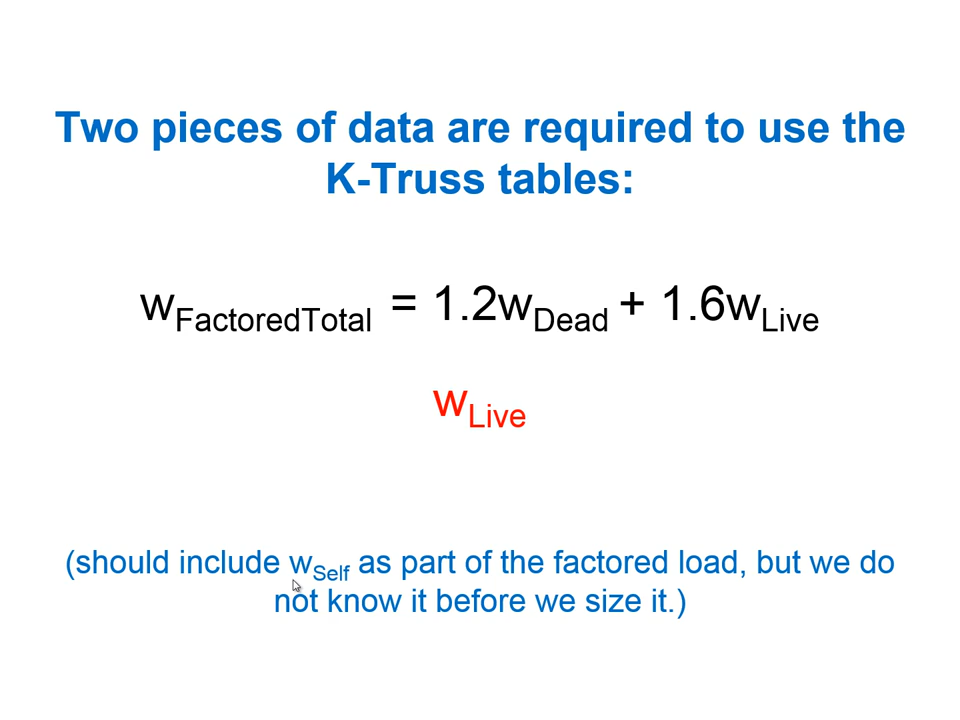 Two pieces of data are required to use the
K-Truss tables:
wFactoredTotal = 1.2wDead + 1.6wLive
wLive
(should include wSelf as part of the factored load, but we do
not know it before we size it.)